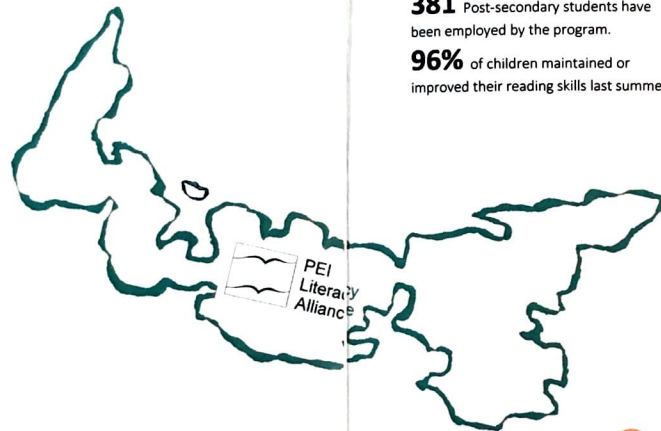 381 Post-secondary students have
been employed by the program.
96% of children maintained or
improved their reading skills last
PEI
Literacy
Alliance